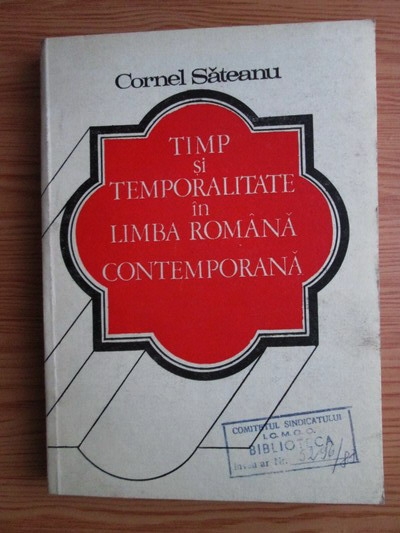 Cornel Săteanu
TIMP
și
TEMPORALITATE
în
LIMBA ROMÂNĂ
CONTEMPORANĂ
COMITETUL SINDICATULUI
BIBLIOTECA